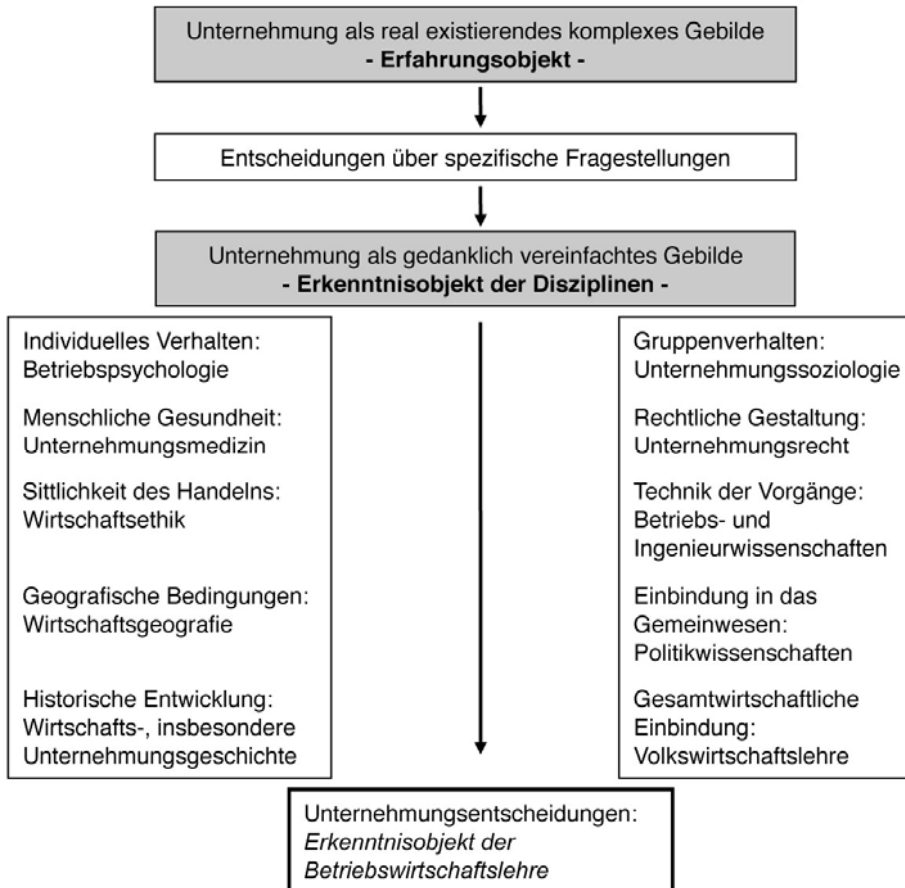 Unternehmung als real existierendes komplexes Gebilde
- Erfahrungsobjekt -
Entscheidungen über spezifische Fragestellungen
Unternehmung als gedanklich vereinfachtes Gebilde
- Erkenntnisobjekt der Disziplinen -
Individuelles Verhalten:
Betriebspsychologie
Menschliche Gesundheit:
Unternehmungsmedizin
Sittlichkeit des Handelns:
Wirtschaftsethik
Geografische Bedingungen:
Wirtschaftsgeografie
Historische Entwicklung:
Wirtschafts-, insbesondere
Unternehmungsgeschichte
Gruppenverhalten:
Unternehmungssoziologie
Rechtliche Gestaltung:
Unternehmungsrecht
Technik der Vorgänge:
Betriebs- und
Ingenieurwissenschaften
Einbindung in das
Gemeinwesen:
Politikwissenschaften
Gesamtwirtschaftliche
Einbindung:
Volkswirtschaftslehre
Unternehmungsentscheidungen:
Erkenntnisobjekt der
Betriebswirtschaftslehre